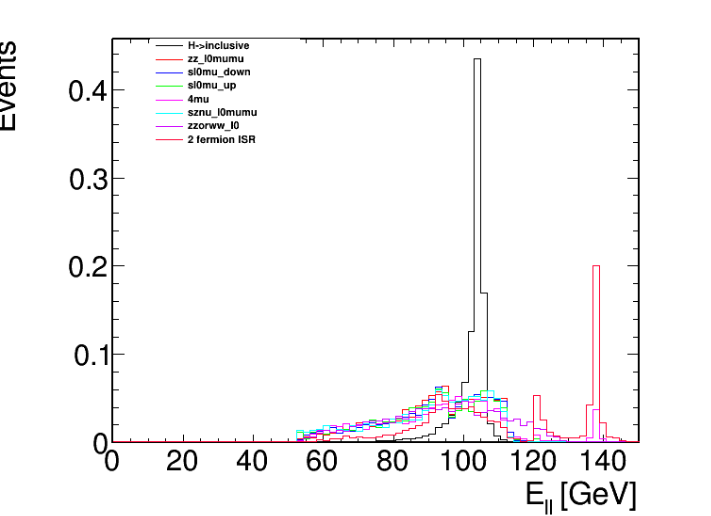 Events
H->inclusive
zz_l0mumu
sl0mu_down
sl0mu_up
4mu
sznu_l0mumu
zzorww_l0
2 fermion ISR
0.4
0.3
0.2
0.1
0
0 20 40 60 80 100 120 140
E_ll [GeV]